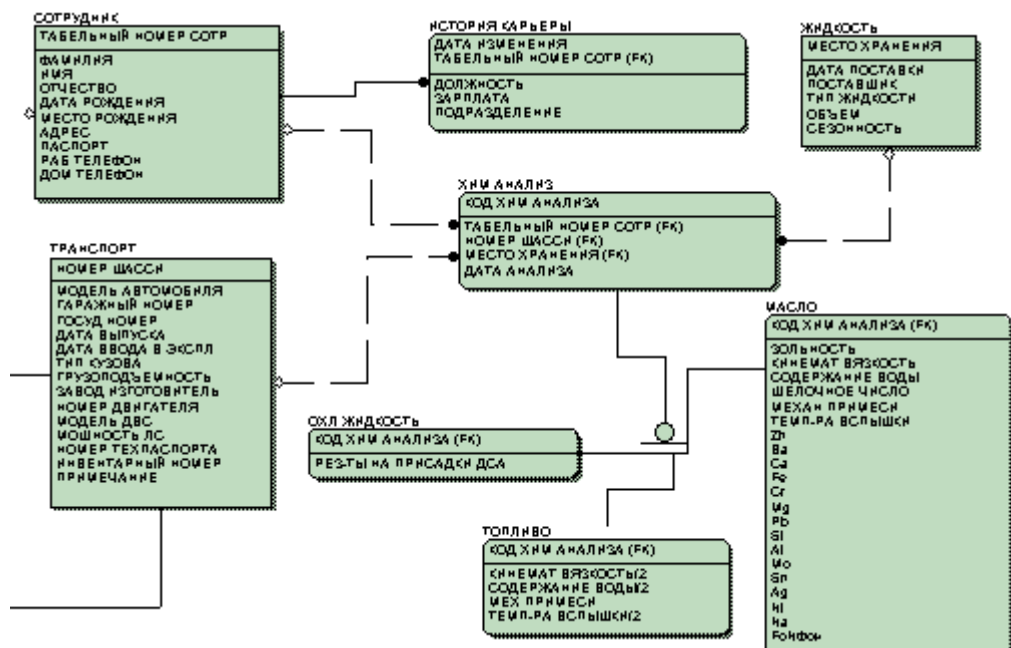 СОТРУДНИК
ТАБЕЛЬНЫЙ НОМЕР СОТР
ФАМИЛИЯ
ИМЯ
ОТЧЕСТВО
ДАТА РОЖДЕНИЯ
МЕСТО РОЖДЕНИЯ
АДРЕС
ПАСПОРТ
РАБ ТЕЛЕФОН
ДОМ ТЕЛЕФОН
ИСТОРИЯ КАРЬЕРЫ
ДАТА ИЗМЕНЕНИЯ
ТАБЕЛЬНЫЙ НОМЕР СОТР (FK)
ДОЛЖНОСТЬ
ЗАРПЛАТА
ПОДРАЗДЕЛЕНИЕ
ЖИДКОСТЬ
МЕСТО ХРАНЕНИЯ
ДАТА ПОСТАВКИ
ПОСТАВЩИК
ТИП ЖИДКОСТИ
ОБЪЕМ
СЕЗОННОСТЬ
ХИМ АНАЛИЗ
КОД ХИМ АНАЛИЗА
ТАБЕЛЬНЫЙ НОМЕР СОТР (FK)
НОМЕР ШАССИ (FK)
МЕСТО ХРАНЕНИЯ (FK)
ДАТА АНАЛИЗА
ТРАНСПОРТ
НОМЕР ШАССИ
МОДЕЛЬ АВТОМОБИЛЯ
ГАРАЖНЫЙ НОМЕР
ГОСУД НОМЕР
ДАТА ВЫПУСКА
ДАТА ВВОДА В ЭКСПЛ
ТИП КУЗОВА
ГРУЗОПОДЪЕМНОСТЬ
ЗАВОД ИЗГОТОВИТЕЛЬ
НОМЕР ДВИГАТЕЛЯ
МОДЕЛЬ ДВС
МОЩНОСТЬ ЛС
НОМЕР ТЕХПАСПОРТА
ИНВЕНТАРНЫЙ НОМЕР
ПРИМЕЧАНИЕ
МАСЛО
КОД ХИМ АНАЛИЗА (FK)
ЗОЛЬНОСТЬ
КИНЕМАТ ВЯЗКОСТЬ
СОДЕРЖАНИЕ ВОДЫ
ЩЕЛОЧНОЕ ЧИСЛО
МЕХАН ПРИМЕСИ
ТЕМП-РА ВСПЫШКИ
Zn
Ba
Ca
Fe
Cr
Mg
Pb
Si
Al
Mo
Sn
Ag
Ni
Na
ОХЛ ЖИДКОСТЬ
КОД ХИМ АНАЛИЗА (FK)
РЕЗ-ТЫ НА ПРИСАДКИ ДСА
ТОПЛИВО
КОД ХИМ АНАЛИЗА (FK)
КИНЕМАТ ВЯЗКОСТЬ(2
СОДЕРЖАНИЕ ВОДЫ(2
МЕХ ПРИМЕСИ
ТЕМП-РА ВСПЫШКИ(2